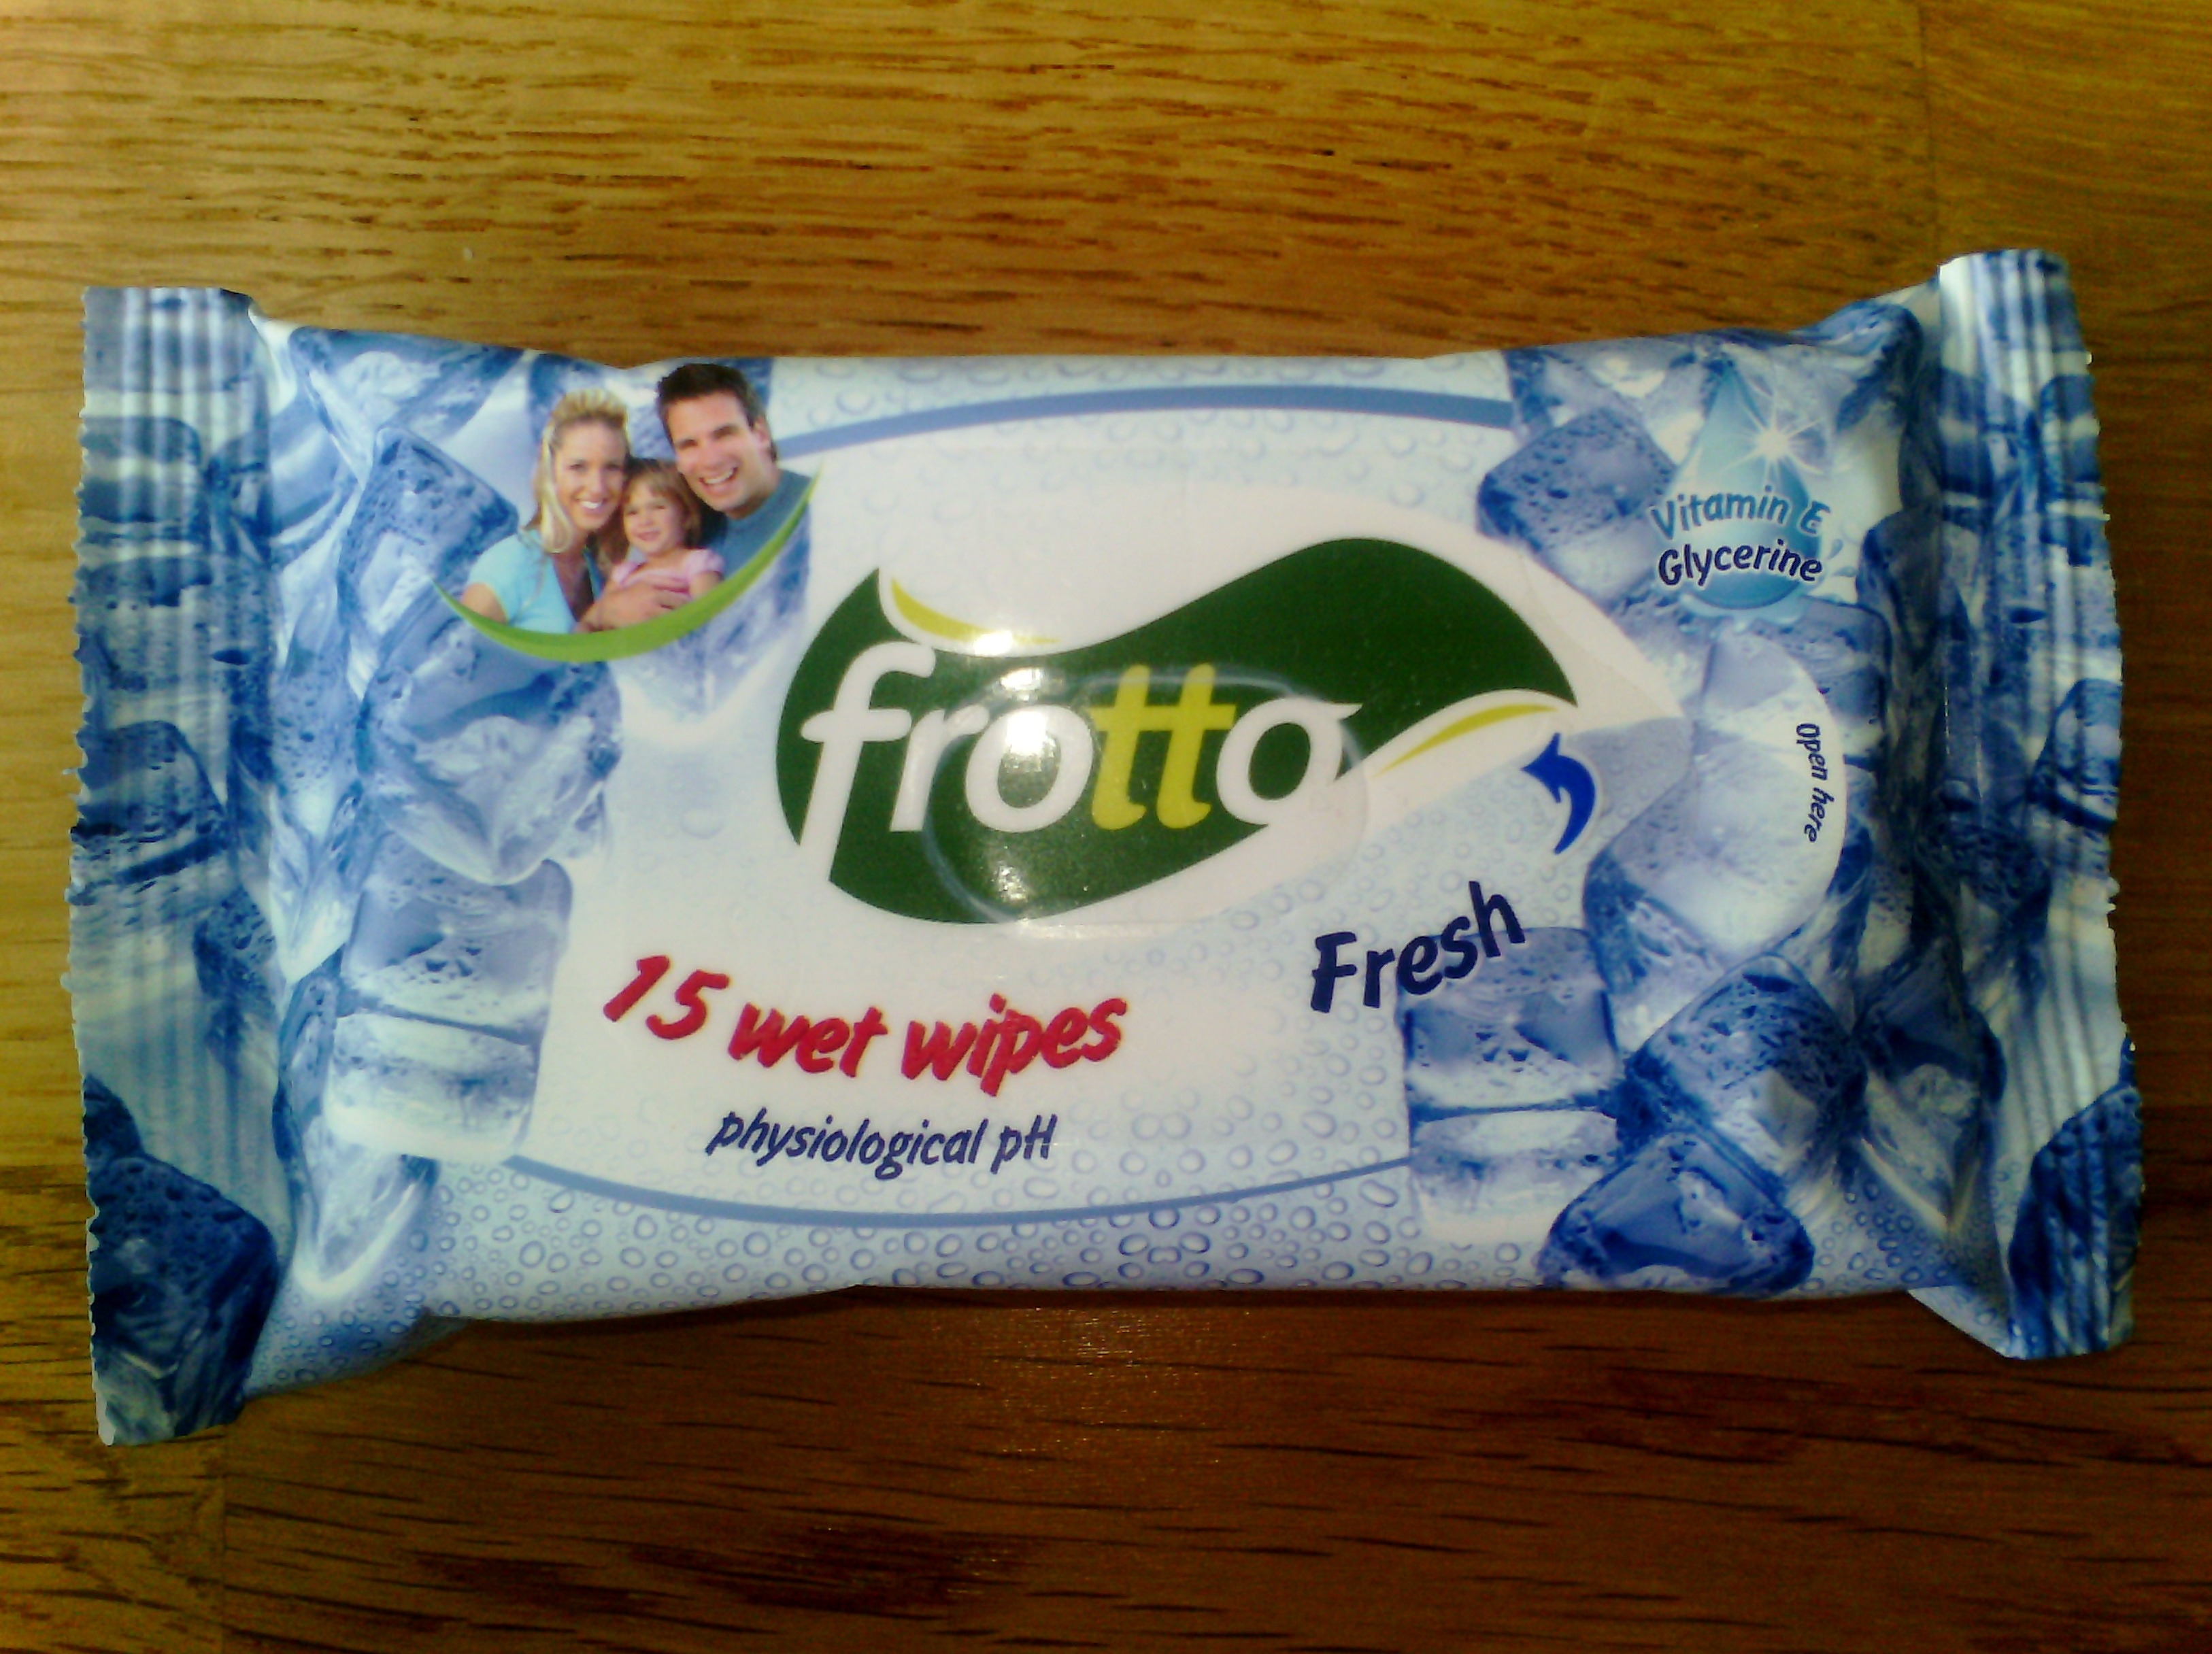 Vitamin E
Glycerine
frotto
Open here
Fresh
15 wet wipes
physiological pH